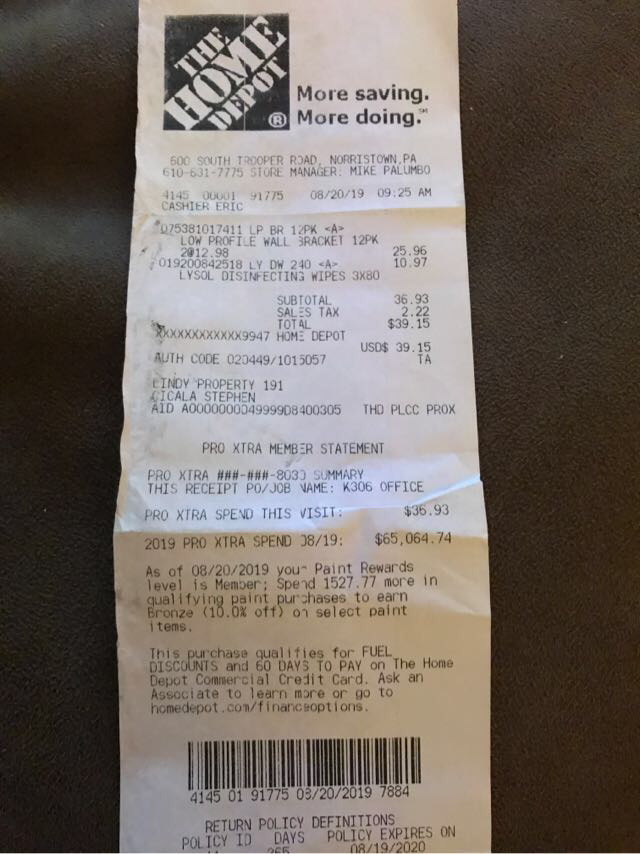 THE
HOME
DEPOT
®
More saving.
More doing.℠
600 SOUTH TROOPER ROAD, NORRISTOWN,PA
610-631-7775 STORE MANAGER: MIKE PALUMBO
4145 00001 91775 08/20/19 09:25 AM
CASHIER ERIC
075381017411 LP BR 12PK <A>
LOW PROFILE WALL BRACKET 12PK
2@12.98 25.96
019200842518 LY DW 240 <A> 10.97
LYSOL DISINFECTING WIPES 3X80
SUBTOTAL 36.93
SALES TAX 2.22
TOTAL $39.15
XXXXXXXXXXXX9947 HOME DEPOT
USD$ 39.15
AUTH CODE 020449/1015057 TA
LINDY PROPERTY 191
CICALA STEPHEN
AID A0000000049999D8400305 THD PLCC PROX
PRO XTRA MEMBER STATEMENT
PRO XTRA ###-###-8030 SUMMARY
THIS RECEIPT PO/JOB NAME: K306 OFFICE
PRO XTRA SPEND THIS VISIT: $36.93
2019 PRO XTRA SPEND 08/19: $65,064.74
As of 08/20/2019 your Paint Rewards
level is Member; Spend 1527.77 more in
qualifying paint purchases to earn
Bronze (10.0% off) on select paint
items.
This purchase qualifies for FUEL
DISCOUNTS and 60 DAYS TO PAY on The Home
Depot Commercial Credit Card. Ask an
Associate to learn more or go to
homedepot.com/financeoptions.
4145 01 91775 08/20/2019 7884
RETURN POLICY DEFINITIONS
POLICY ID DAYS POLICY EXPIRES ON
365 08/19/2020